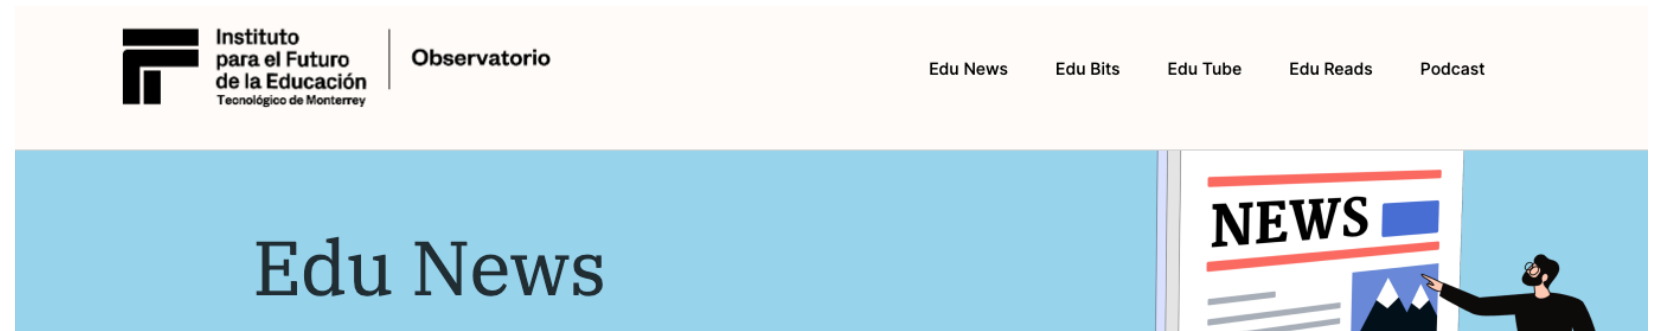 Instituto
para el Futuro
de la Educación
Tecnológico de Monterrey
Observatorio
Edu News
Edu Bits
Edu Tube
Edu Reads
Podcast
Edu News
NEWS